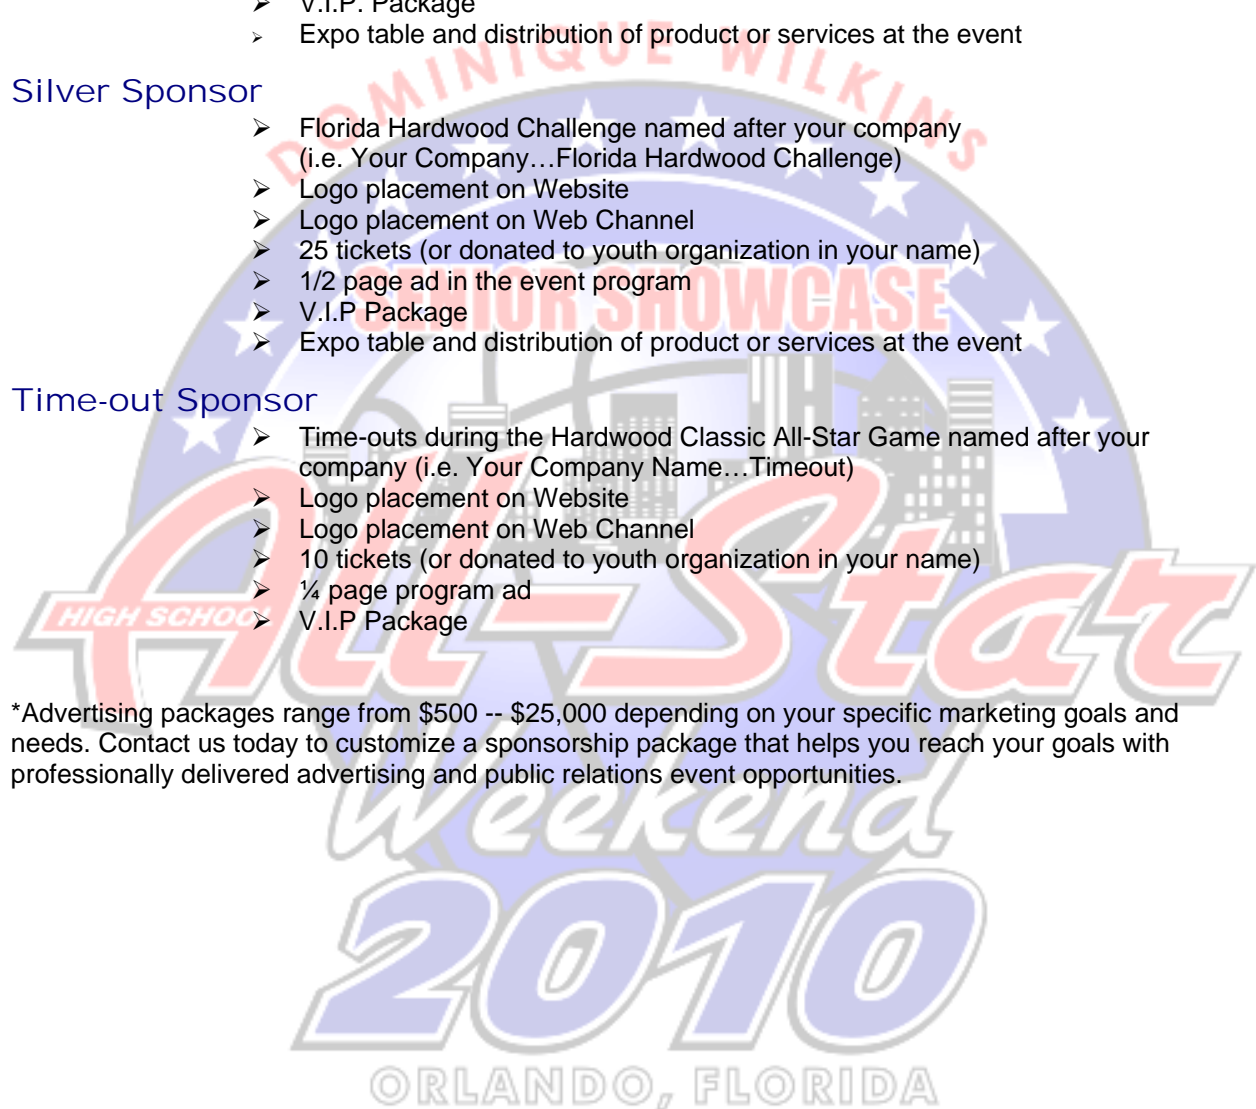 ➢ V.I.P. Package
➢ Expo table and distribution of product or services at the event
DOMINIQUE WILKINS
Silver Sponsor
➢ Florida Hardwood Challenge named after your company
(i.e. Your Company…Florida Hardwood Challenge)
➢ Logo placement on Website
➢ Logo placement on Web Channel
➢ 25 tickets (or donated to youth organization in your name)
SENIOR SHOWCASE
➢ 1/2 page ad in the event program
➢ V.I.P Package
➢ Expo table and distribution of product or services at the event
Time-out Sponsor
➢ Time-outs during the Hardwood Classic All-Star Game named after your
company (i.e. Your Company Name…Timeout)
➢ Logo placement on Website
➢ Logo placement on Web Channel
➢ 10 tickets (or donated to youth organization in your name)
➢ ¼ page program ad
HIGH SCHOOL
➢ V.I.P Package
All-Star
*Advertising packages range from $500 -- $25,000 depending on your specific marketing goals and
needs. Contact us today to customize a sponsorship package that helps you reach your goals with
professionally delivered advertising and public relations event opportunities.
Weekend
2010
ORLANDO, FLORIDA